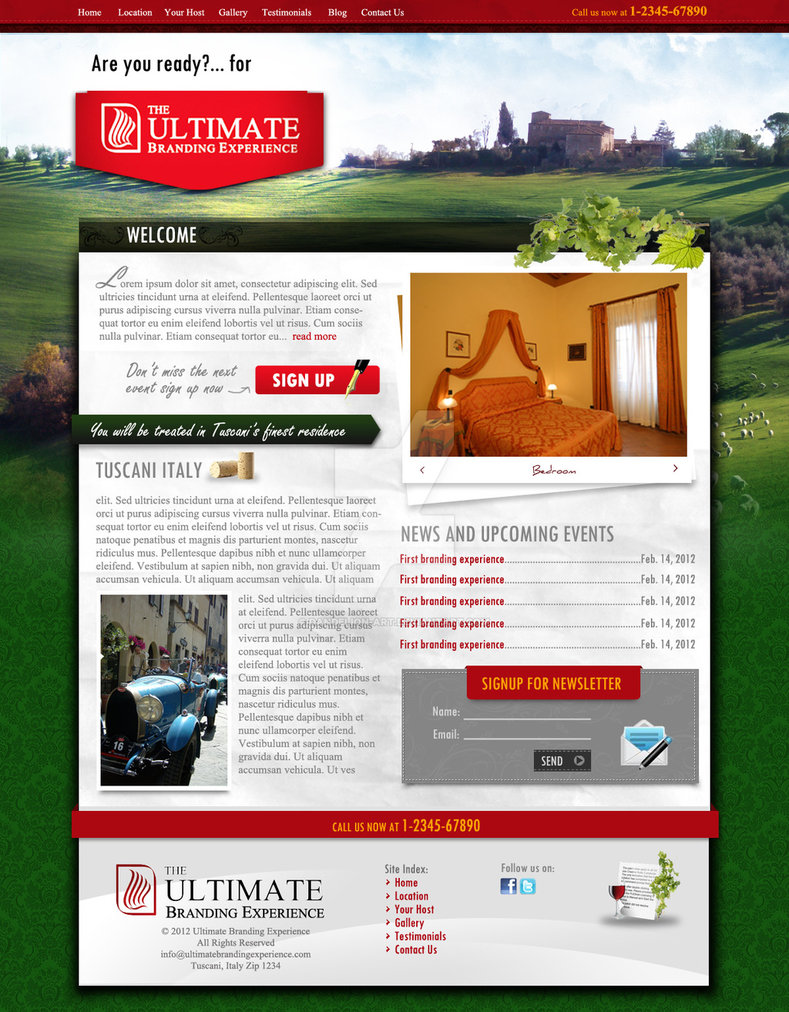 Home Location Your Host Gallery Testimonials Blog Contact Us
Call us now at 1-2345-67890
Are you ready?... for
THE
ULTIMATE
BRANDING EXPERIENCE
WELCOME
Lorem ipsum dolor sit amet, consectetur adipiscing elit. Sed
ultricies tincidunt urna at eleifend. Pellentesque laoreet orci ut
purus adipiscing cursus viverra nulla pulvinar. Etiam conse-
quat tortor eu enim eleifend lobortis vel ut risus. Cum sociis
nulla pulvinar. Etiam consequat tortor eu... read more
Don't miss the next
event sign up now
SIGN UP
You will be treated in Tuscani's finest residence
TUSCANI ITALY
elit. Sed ultricies tincidunt urna at eleifend. Pellentesque laoreet
orci ut purus adipiscing cursus viverra nulla pulvinar. Etiam con-
sequat tortor eu enim eleifend lobortis vel ut risus. Cum sociis
natoque penatibus et magnis dis parturient montes, nascetur
ridiculus mus. Pellentesque dapibus nibh et nunc ullamcorper
eleifend. Vestibulum at sapien nibh, non gravida dui. Ut aliquam
accumsan vehicula. Ut aliquam accumsan vehicula. Ut aliquam
elit. Sed ultricies tincidunt urna
at eleifend. Pellentesque laoreet
orci ut purus adipiscing cursus
viverra nulla pulvinar. Etiam
consequat tortor eu enim
eleifend lobortis vel ut risus.
Cum sociis natoque penatibus et
magnis dis parturient montes,
nascetur ridiculus mus.
Pellentesque dapibus nibh et
nunc ullamcorper eleifend.
Vestibulum at sapien nibh, non
gravida dui. Ut aliquam
accumsan vehicula. Ut aliquam
accumsan vehicula. Ut ves
16
Bedroom
NEWS AND UPCOMING EVENTS
First branding experience Feb. 14, 2012
First branding experience Feb. 14, 2012
First branding experience Feb. 14, 2012
First branding experience Feb. 14, 2012
First branding experience Feb. 14, 2012
SIGNUP FOR NEWSLETTER
Name:
Email:
SEND
CALL US NOW AT 1-2345-67890
THE
ULTIMATE
BRANDING EXPERIENCE
© 2012 Ultimate Branding Experience
All Rights Reserved
info@ultimatebrandingexperience.com
Tuscani, Italy Zip 1234
Site Index:
Home
Location
Your Host
Gallery
Testimonials
Contact Us
Follow us on: